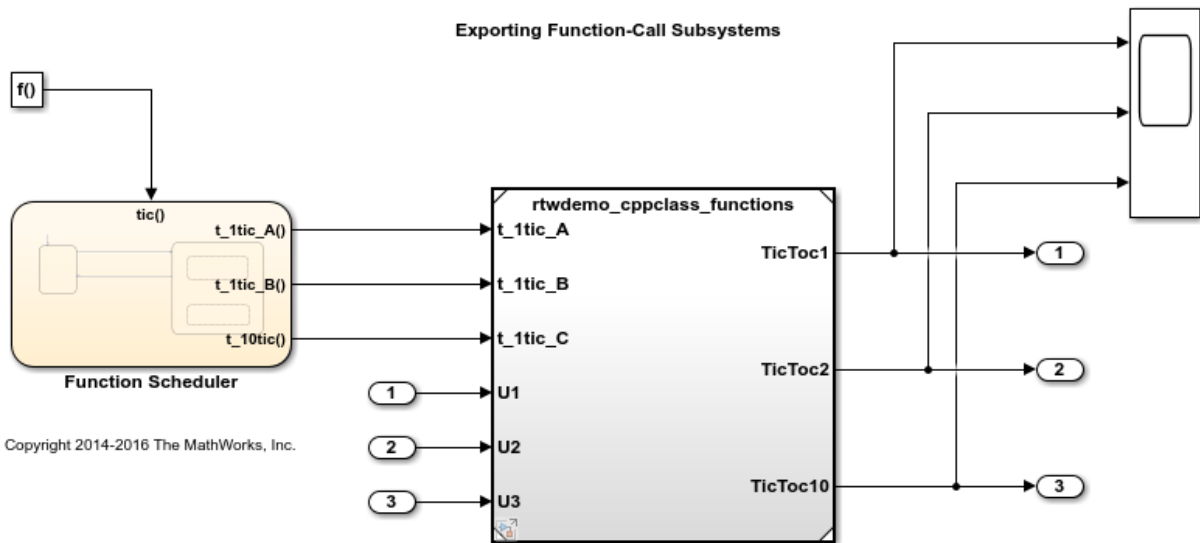 Exporting Function-Call Subsystems
f()
tic()
t_1tic_A()
t_1tic_B()
t_10tic()
Function Scheduler
Copyright 2014-2016 The MathWorks, Inc.
1
2
3
rtwdemo_cppclass_functions
t_1tic_A
t_1tic_B
t_1tic_C
U1
U2
U3
TicToc1
TicToc2
TicToc10
1
2
3